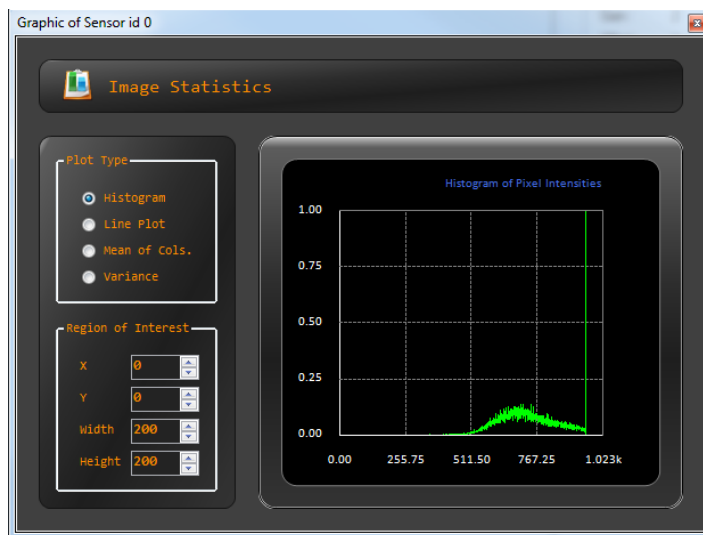 Graphic of Sensor id 0
Image Statistics
Plot Type
Histogram
Line Plot
Mean of Cols.
Variance
Region of Interest
X 0
Y 0
Width 200
Height 200
Histogram of Pixel Intensities
1.00
0.75
0.50
0.25
0.00
0.00 255.75 511.50 767.25 1.023k